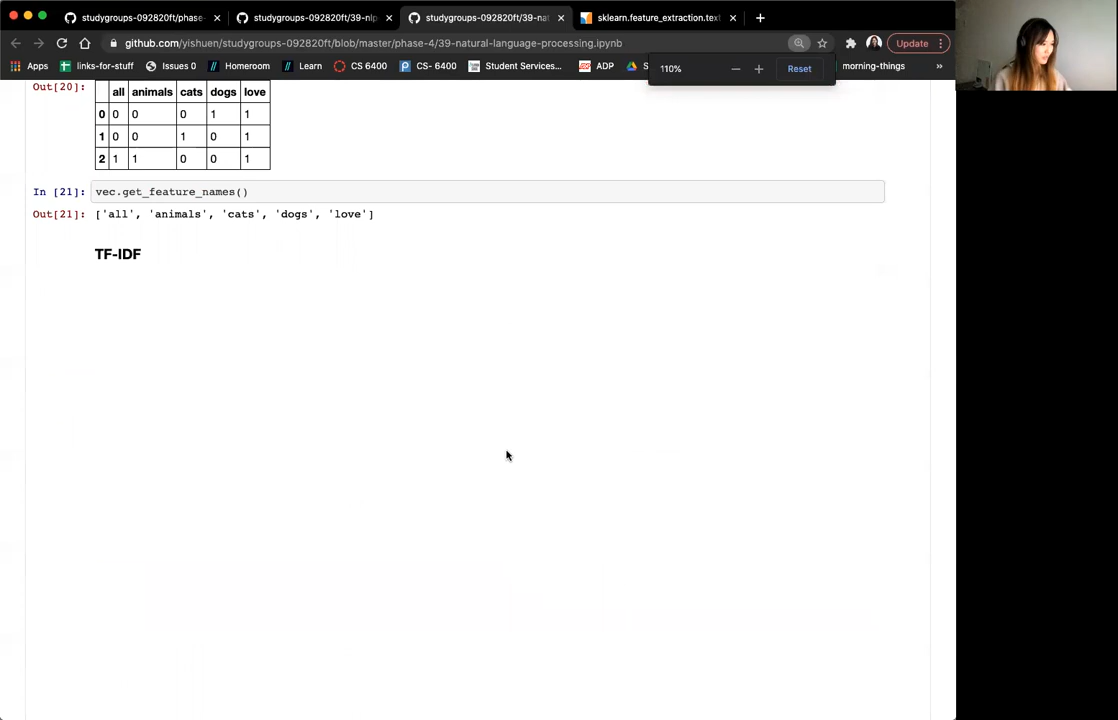 studygroups-092820ft/phase-
studygroups-092820ft/39-nlp
studygroups-092820ft/39-nat
sklearn.feature_extraction.text
github.com/yishuen/studygroups-092820ft/blob/master/phase-4/39-natural-language-processing.ipynb
Update
Apps
links-for-stuff
Issues 0
Homeroom
Learn
CS 6400
CS- 6400
Student Services...
ADP
S
morning-things
»
110%
Reset
Out[20]:
all animals cats dogs love
0 0 0 0 1 1
1 0 0 1 0 1
2 1 1 0 0 1
In [21]: vec.get_feature_names()
Out[21]: ['all', 'animals', 'cats', 'dogs', 'love']
TF-IDF